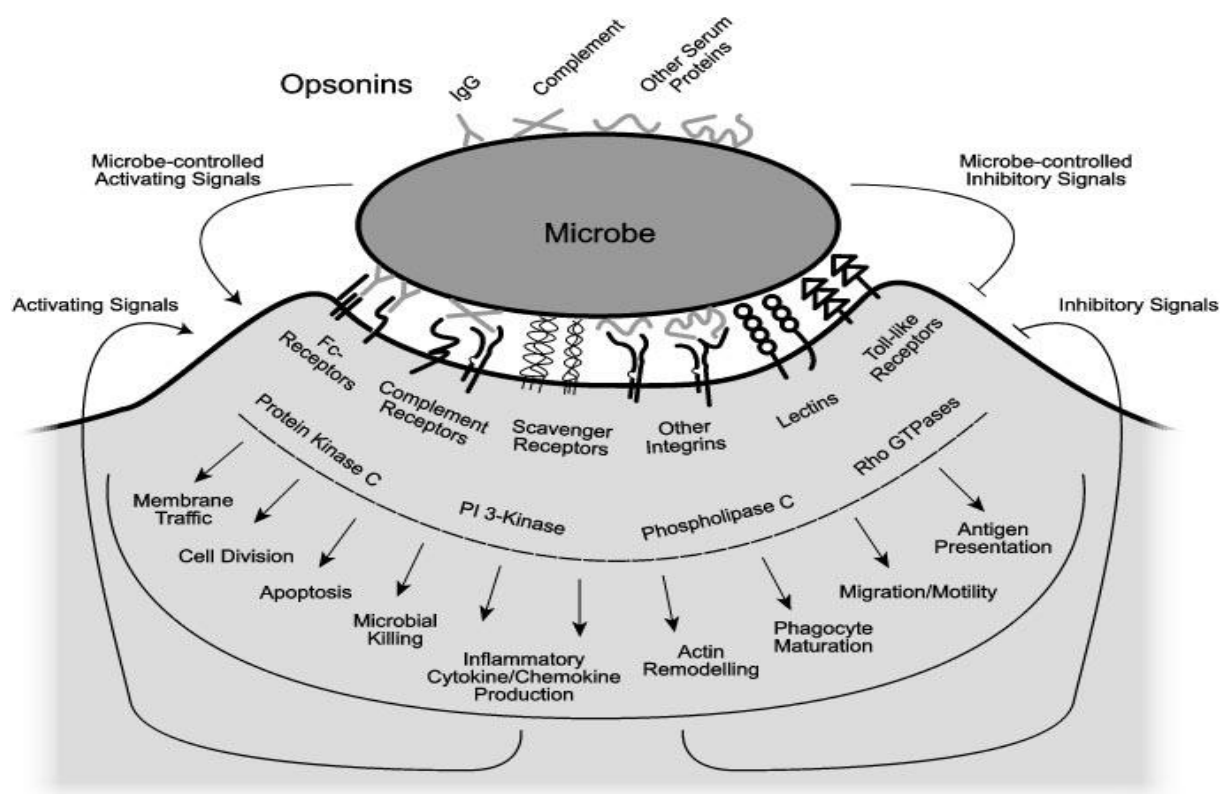 Opsonins
IgG
Complement
Other Serum
Proteins
Microbe-controlled
Activating Signals
Microbe-controlled
Inhibitory Signals
Microbe
Activating Signals
Inhibitory Signals
Fc-
Receptors
Complement
Receptors
Scavenger
Receptors
Other
Integrins
Lectins
Toll-like
Receptors
Protein Kinase C
PI 3-Kinase
Phospholipase C
Rho GTPases
Membrane
Traffic
Cell Division
Apoptosis
Microbial
Killing
Inflammatory
Cytokine/Chemokine
Production
Actin
Remodelling
Phagocyte
Maturation
Migration/Motility
Antigen
Presentation